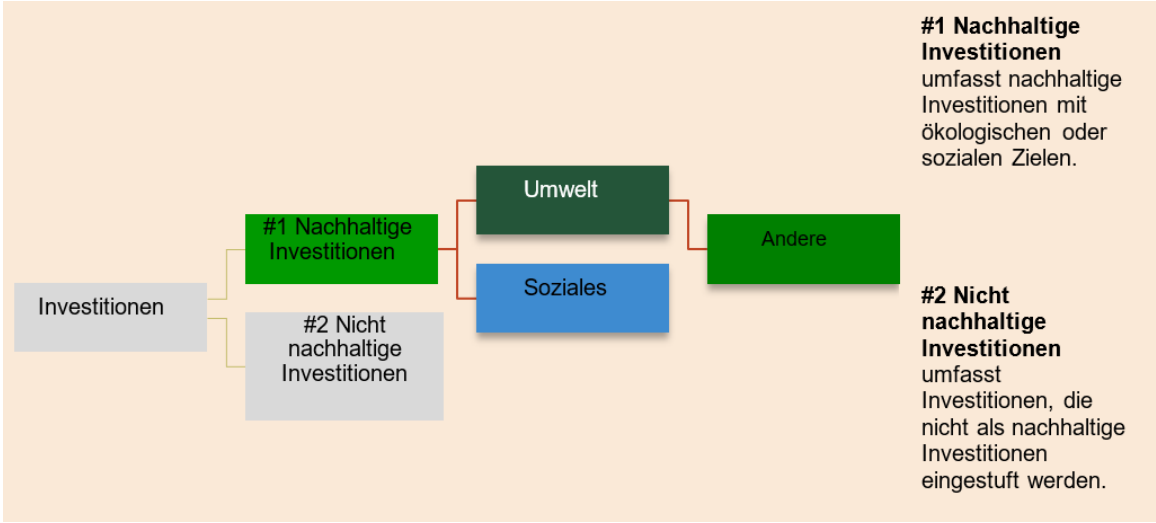 Investitionen
#1 Nachhaltige
Investitionen
#2 Nicht
nachhaltige
Investitionen
Umwelt
Soziales
Andere
#1 Nachhaltige
Investitionen
umfasst nachhaltige
Investitionen mit
ökologischen oder
sozialen Zielen.
#2 Nicht
nachhaltige
Investitionen
umfasst
Investitionen, die
nicht als nachhaltige
Investitionen
eingestuft werden.